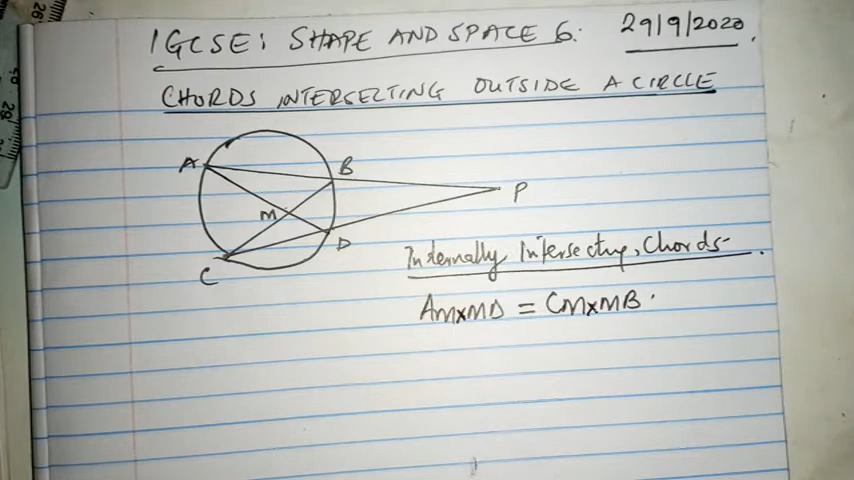 IGCSE: SHAPE AND SPACE 6. 29/9/2020.
CHORDS INTERSECTING OUTSIDE A CIRCLE
A
B
P
M
D
C
Internally Intersecting, Chords.
AM×MD = CM×MB.